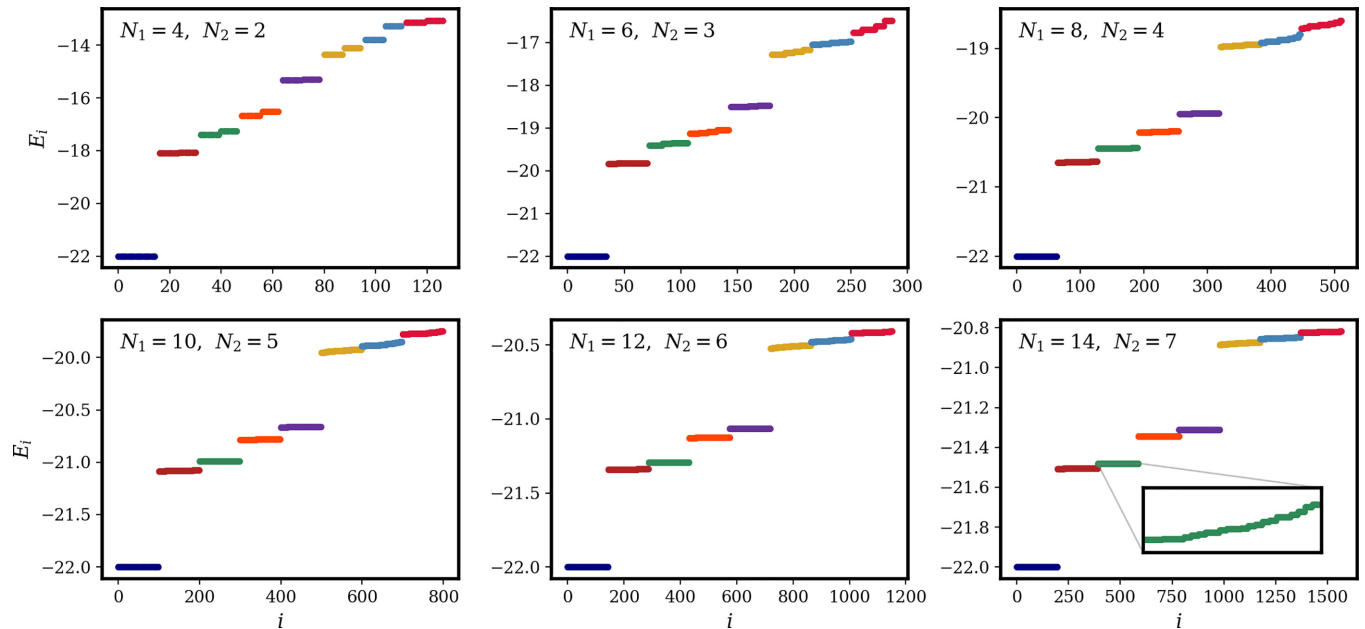 N₁ = 4, N₂ = 2
−14
−16
−18
−20
−22
0 20 40 60 80 100 120
Eᵢ
N₁ = 6, N₂ = 3
−17
−18
−19
−20
−21
−22
0 50 100 150 200 250 300
N₁ = 8, N₂ = 4
−19
−20
−21
−22
0 100 200 300 400 500
N₁ = 10, N₂ = 5
−20.0
−20.5
−21.0
−21.5
−22.0
0 200 400 600 800
Eᵢ
i
N₁ = 12, N₂ = 6
−20.5
−21.0
−21.5
−22.0
0 200 400 600 800 1000 1200
i
N₁ = 14, N₂ = 7
−20.8
−21.0
−21.2
−21.4
−21.6
−21.8
−22.0
0 250 500 750 1000 1250 1500
i